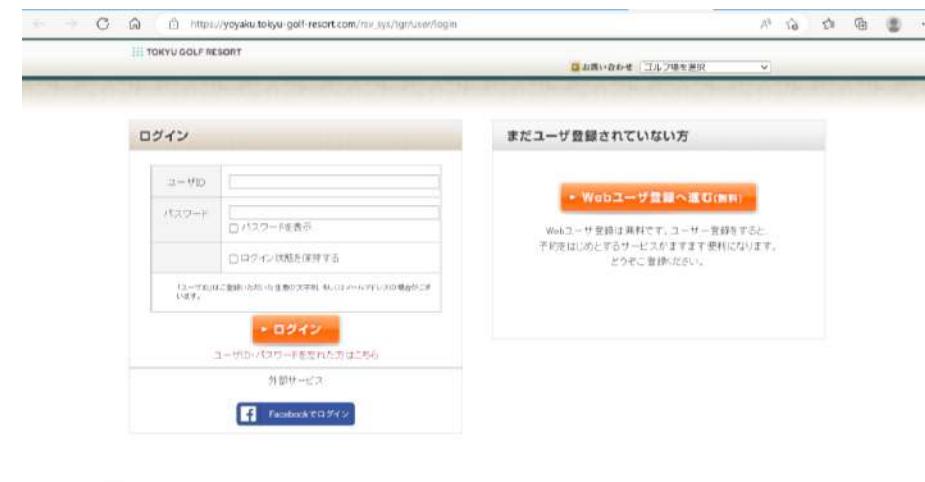 https://yoyaku.tokyu-golf-resort.com/rsv_sys/tgr/user/login
TOKYU GOLF RESORT
お問い合わせ ゴルフ場を選択
ログイン
ユーザID
パスワード
パスワードを表示
ログイン状態を保持する
ログイン
ユーザID・パスワードを忘れた方はこちら
外部サービス
Facebookでログイン
まだユーザ登録されていない方
Webユーザ登録へ進む(無料)
Webユーザ登録は無料です。ユーザー登録をすると、
予約をはじめとするサービスがますます便利になります。
どうぞご登録ください。